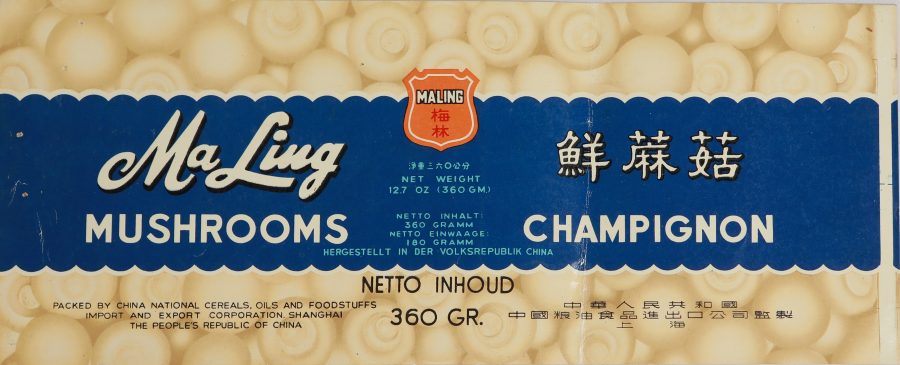 MALING
梅
林
Ma Ling
MUSHROOMS
淨重三六〇公分
NET WEIGHT
12.7 OZ (360 GM.)
NETTO INHALT:
360 GRAMM
NETTO EINWAAGE:
180 GRAMM
HERGESTELLT IN DER VOLKSREPUBLIK CHINA
鮮蔴菇
CHAMPIGNON
NETTO INHOUD
360 GR.
PACKED BY CHINA NATIONAL CEREALS, OILS AND FOODSTUFFS
IMPORT AND EXPORT CORPORATION, SHANGHAI
THE PEOPLE'S REPUBLIC OF CHINA
中華人民共和國
中國粮油食品進出口公司監製
上海